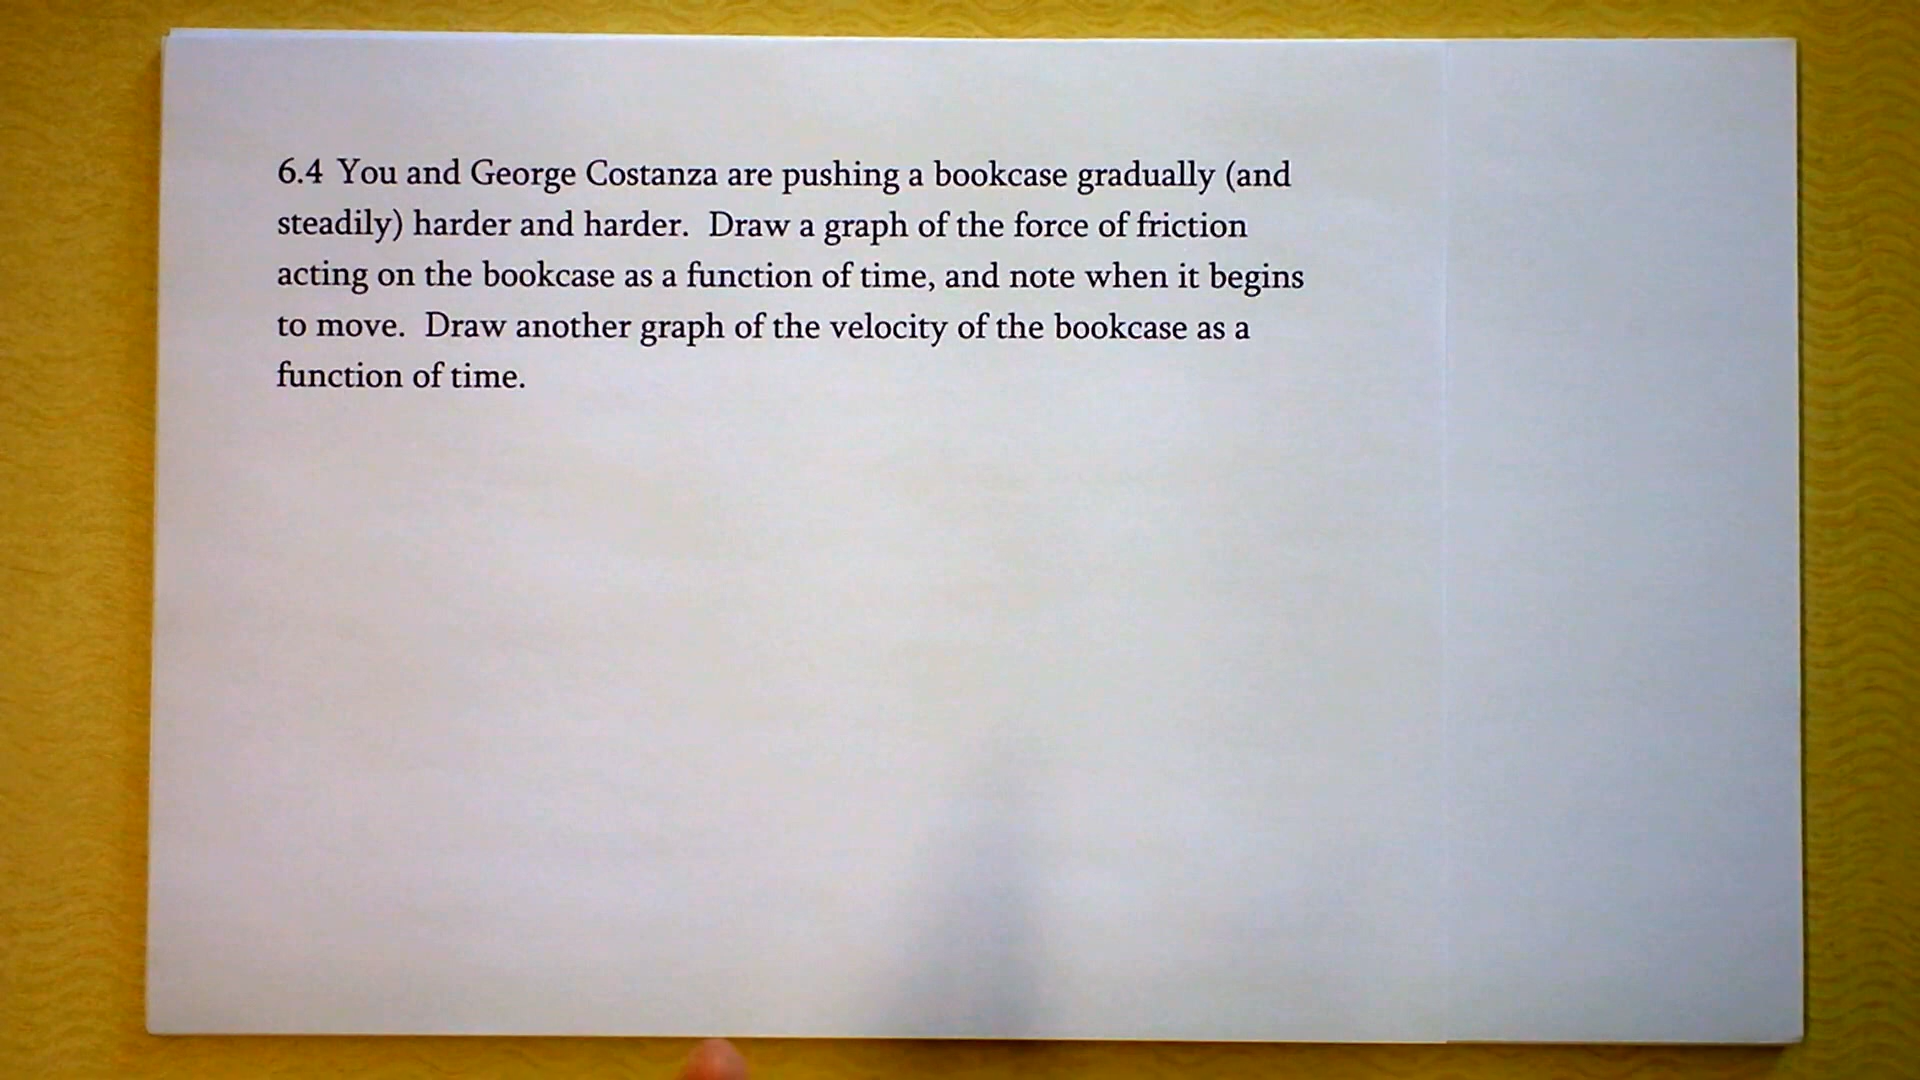 6.4 You and George Costanza are pushing a bookcase gradually (and
steadily) harder and harder. Draw a graph of the force of friction
acting on the bookcase as a function of time, and note when it begins
to move. Draw another graph of the velocity of the bookcase as a
function of time.